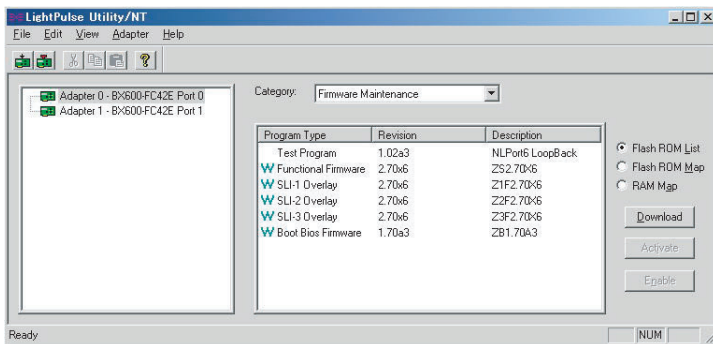 LightPulse Utility/NT
File Edit View Adapter Help
Adapter 0 - BX600-FC42E Port 0
Adapter 1 - BX600-FC42E Port 1
Category: Firmware Maintenance
Program Type Revision Description
Test Program 1.02a3 NLPort6 LoopBack
Functional Firmware 2.70x6 ZS2.70X6
SLI-1 Overlay 2.70x6 Z1F2.70X6
SLI-2 Overlay 2.70x6 Z2F2.70X6
SLI-3 Overlay 2.70x6 Z3F2.70X6
Boot Bios Firmware 1.70a3 ZB1.70A3
Flash ROM List
Flash ROM Map
RAM Map
Download
Activate
Enable
Ready
NUM